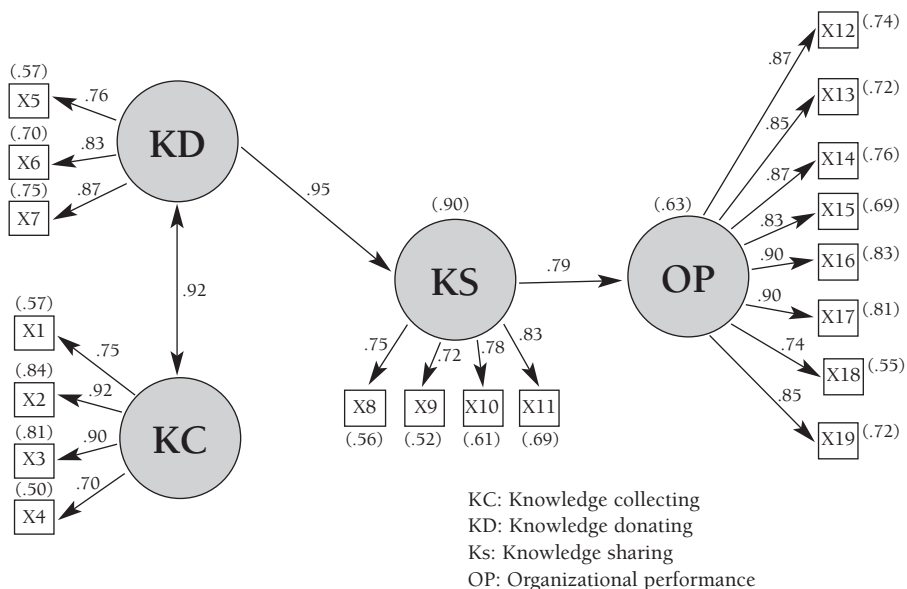 X12 (.74)
.87
(.57)
X5
.76
X13 (.72)
.85
(.70)
X6
.83
KD
X14 (.76)
.87
(.75)
X7
.87
.95
(.90)
(.63)
X15 (.69)
.83
KS
.79
OP
X16 (.83)
.90
.92
X17 (.81)
.90
(.57)
X1
.75
.75
.72
.78
.83
.74
X18 (.55)
(.84)
X2
.92
X8
X9
X10
X11
.85
(.56)
(.52)
(.61)
(.69)
X19 (.72)
(.81)
X3
.90
KC
(.50)
X4
.70
KC: Knowledge collecting
KD: Knowledge donating
Ks: Knowledge sharing
OP: Organizational performance